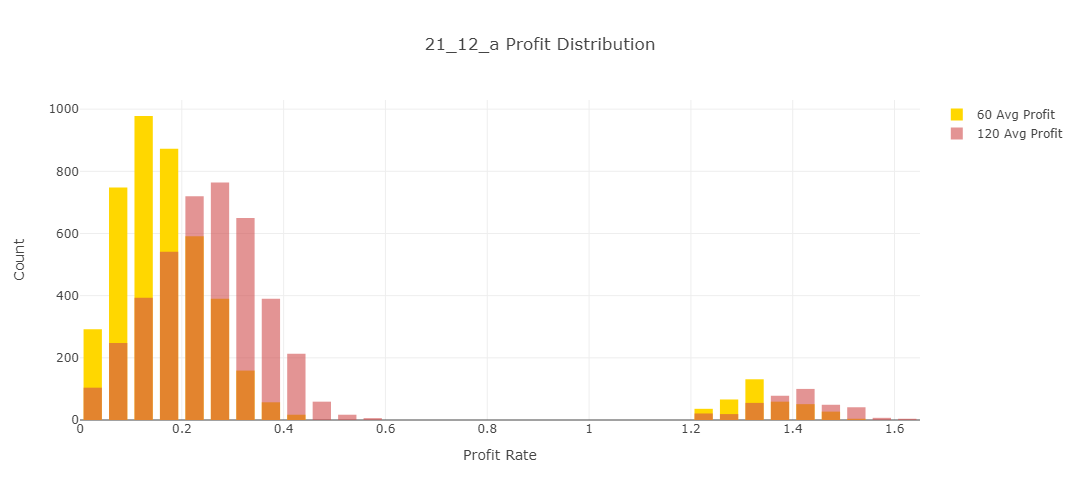 21_12_a Profit Distribution
60 Avg Profit
120 Avg Profit
Count
1000
800
600
400
200
0
0 0.2 0.4 0.6 0.8 1 1.2 1.4 1.6
Profit Rate